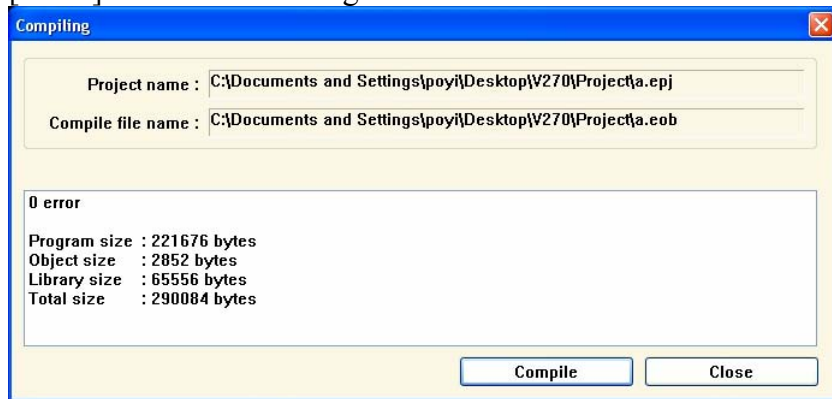 Compiling
Project name : C:\Documents and Settings\poyi\Desktop\V270\Project\a.epj
Compile file name : C:\Documents and Settings\poyi\Desktop\V270\Project\a.eob
0 error
Program size : 221676 bytes
Object size : 2852 bytes
Library size : 65556 bytes
Total size : 290084 bytes
Compile Close